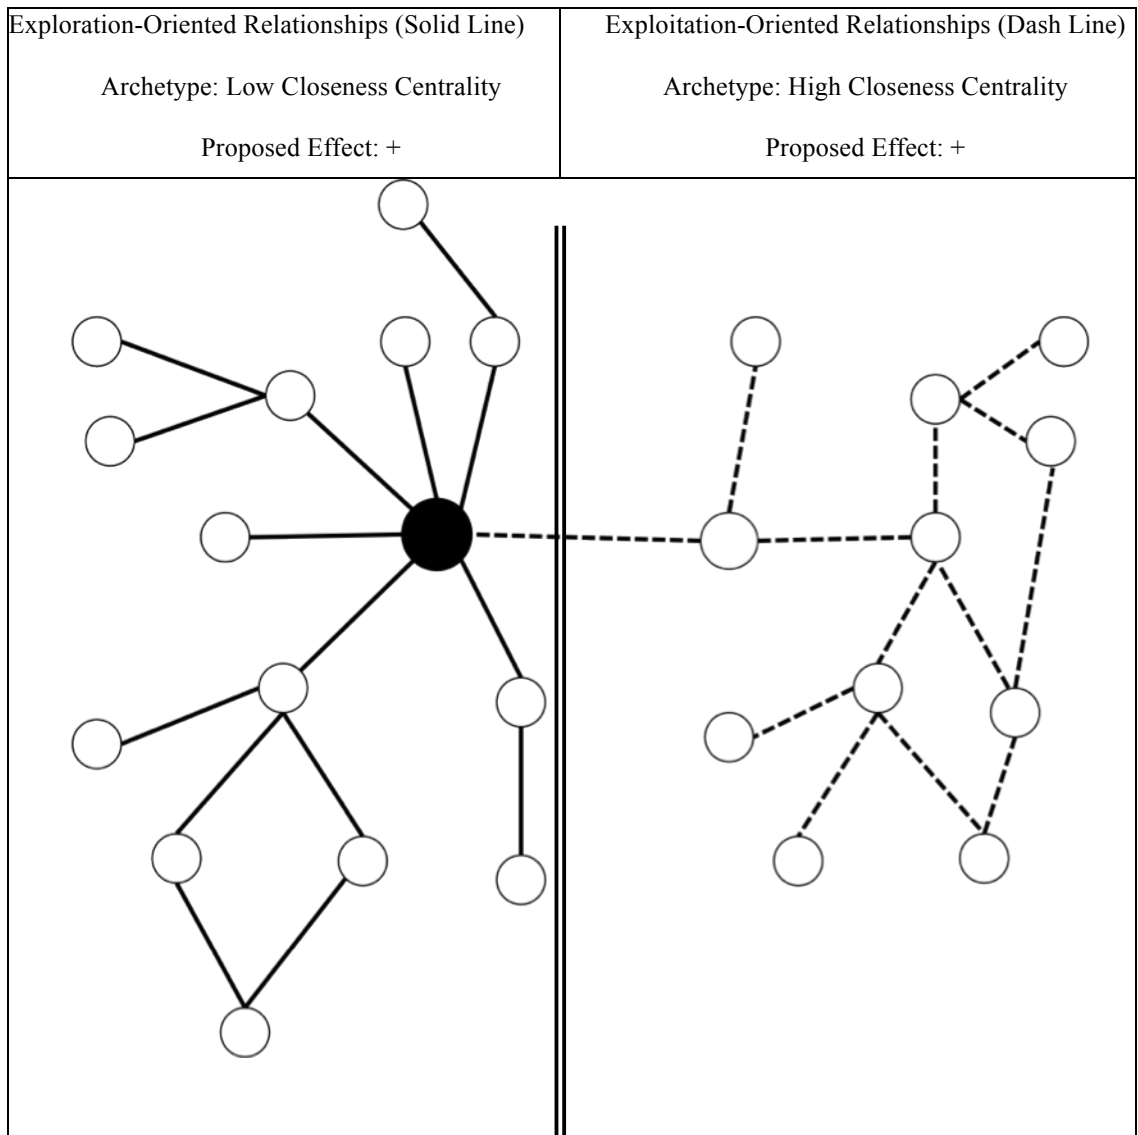 Exploration-Oriented Relationships (Solid Line)
Archetype: Low Closeness Centrality
Proposed Effect: +
Exploitation-Oriented Relationships (Dash Line)
Archetype: High Closeness Centrality
Proposed Effect: +